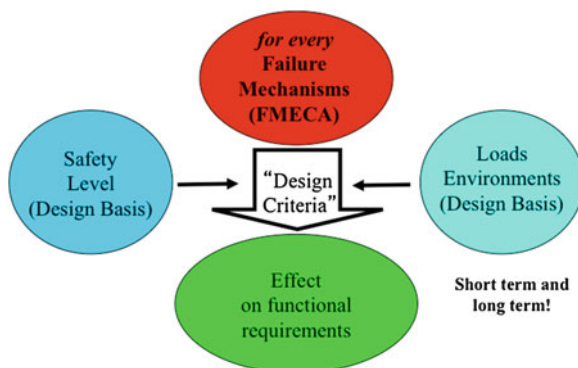 for every
Failure
Mechanisms
(FMECA)
Safety
Level
(Design Basis)
“Design
Criteria”
Loads
Environments
(Design Basis)
Effect
on functional
requirements
Short term and
long term!